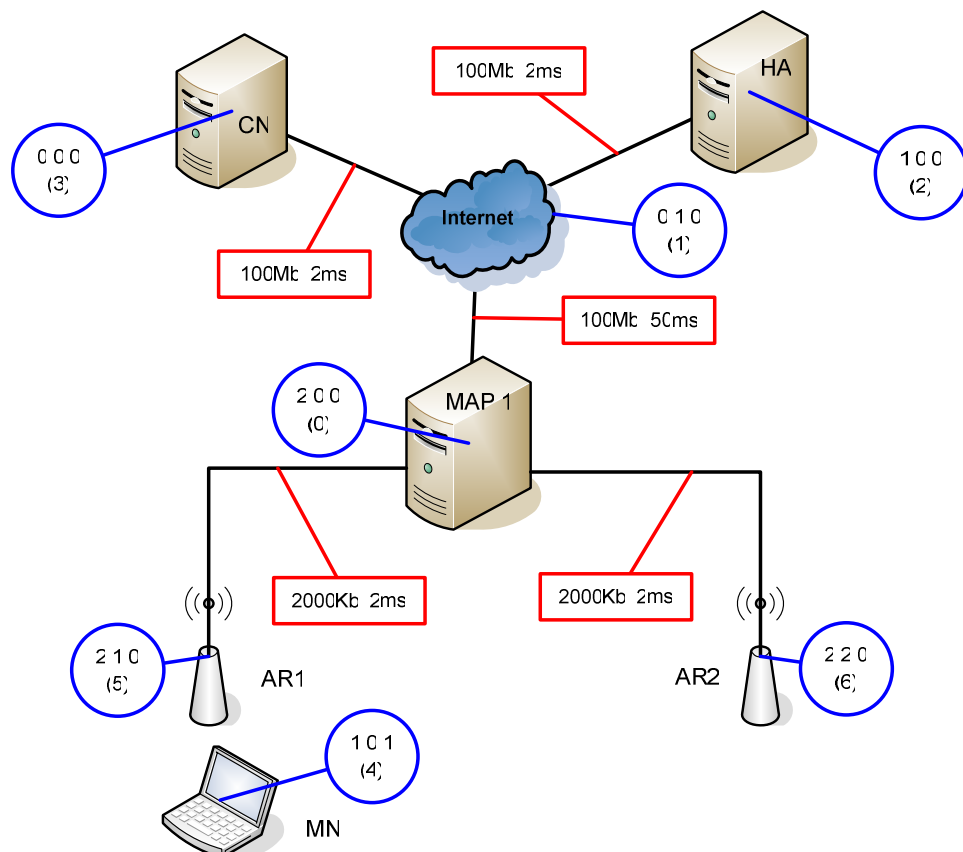 100Mb 2ms
HA
CN
0 0 0
(3)
1 0 0
(2)
Internet
0 1 0
(1)
100Mb 2ms
100Mb 50ms
2 0 0
(0)
MAP 1
2000Kb 2ms
2000Kb 2ms
2 1 0
(5)
AR1
AR2
2 2 0
(6)
1 0 1
(4)
MN